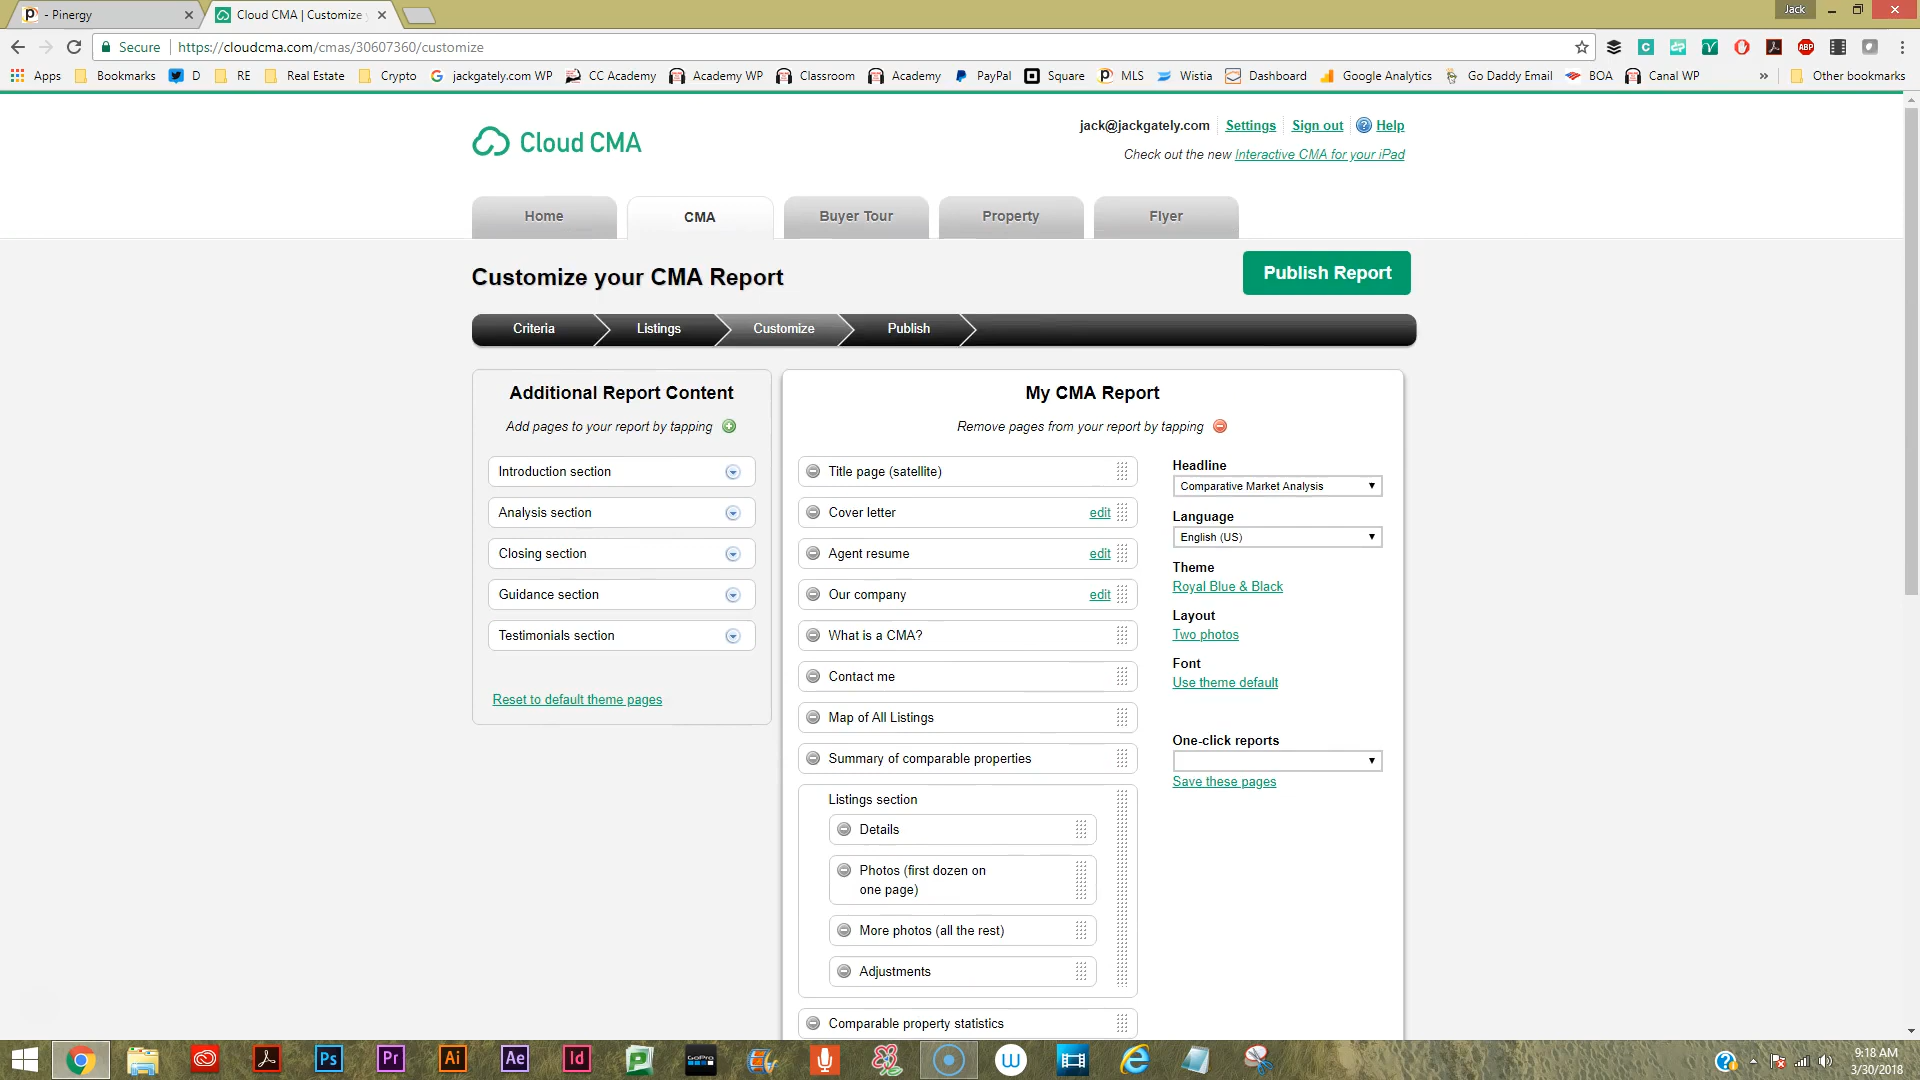 - Pinergy
Cloud CMA | Customize
Jack
Secure
https://cloudcma.com/cmas/30607360/customize
Apps
Bookmarks
D
RE
Real Estate
Crypto
jackgately.com WP
CC Academy
Academy WP
Classroom
Academy
PayPal
Square
MLS
Wistia
Dashboard
Google Analytics
Go Daddy Email
BOA
Canal WP
»
Other bookmarks
Cloud CMA
jack@jackgately.com
Settings
Sign out
Help
Check out the new Interactive CMA for your iPad
Home
CMA
Buyer Tour
Property
Flyer
Customize your CMA Report
Publish Report
Criteria
Listings
Customize
Publish
Additional Report Content
Add pages to your report by tapping
Introduction section
Analysis section
Closing section
Guidance section
Testimonials section
Reset to default theme pages
My CMA Report
Remove pages from your report by tapping
Title page (satellite)
Cover letter edit
Agent resume edit
Our company edit
What is a CMA?
Contact me
Map of All Listings
Summary of comparable properties
Listings section
Details
Photos (first dozen on
one page)
More photos (all the rest)
Adjustments
Comparable property statistics
Headline
Comparative Market Analysis
Language
English (US)
Theme
Royal Blue & Black
Layout
Two photos
Font
Use theme default
One-click reports
Save these pages
Ps
Pr
Ai
Ae
Id
GoPro
W
9:18 AM
3/30/2018